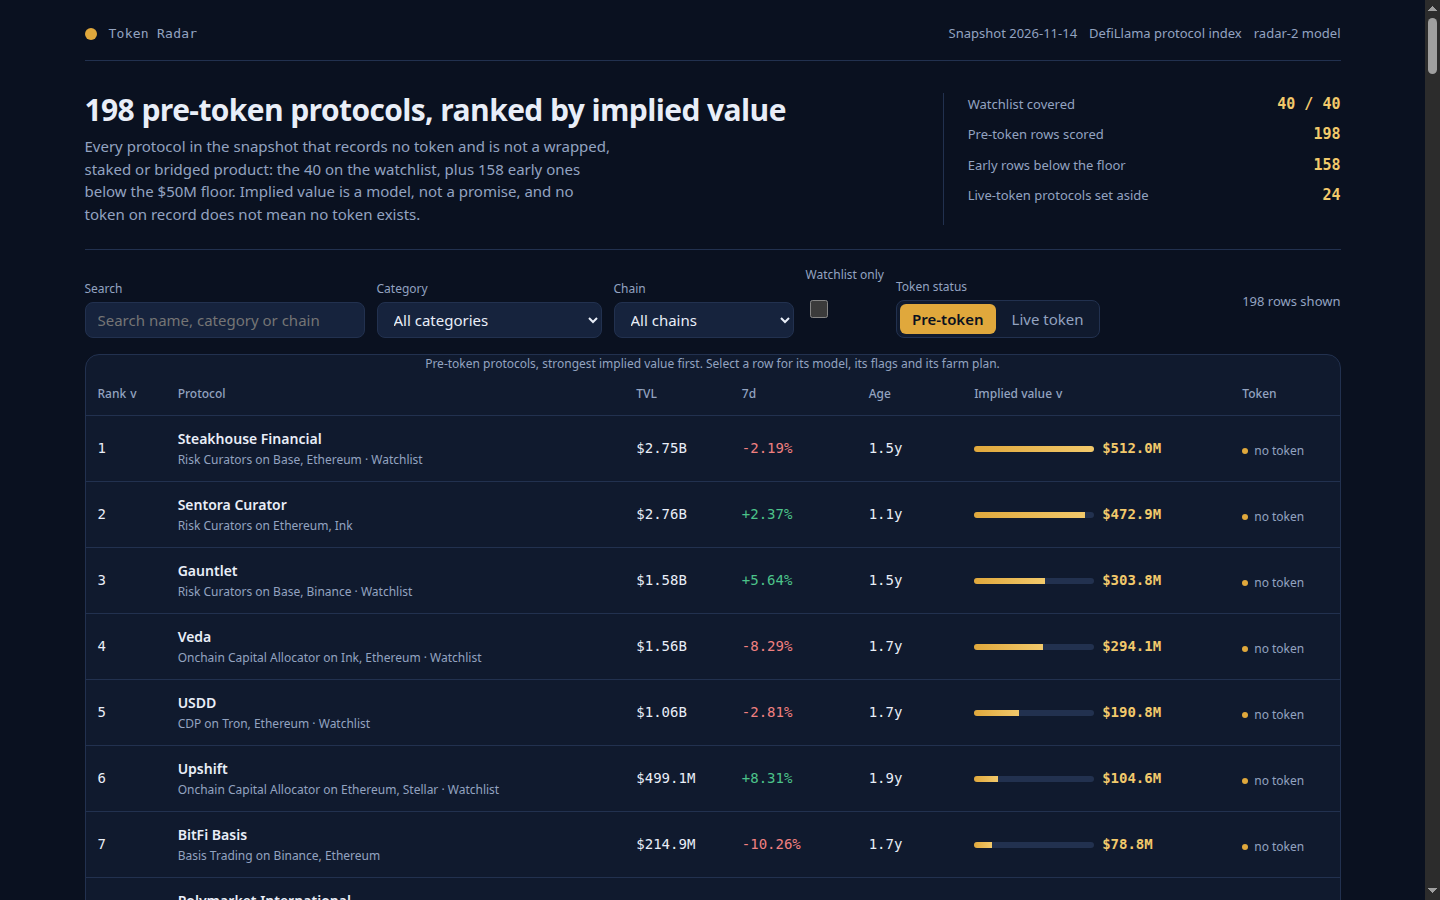 Token Radar
Snapshot 2026-11-14 DefiLlama protocol index radar-2 model
198 pre-token protocols, ranked by implied value
Every protocol in the snapshot that records no token and is not a wrapped,
staked or bridged product: the 40 on the watchlist, plus 158 early ones
below the $50M floor. Implied value is a model, not a promise, and no
token on record does not mean no token exists.
Watchlist covered 40 / 40
Pre-token rows scored 198
Early rows below the floor 158
Live-token protocols set aside 24
Search Category Chain Watchlist only Token status
Search name, category or chain All categories All chains Pre-token Live token 198 rows shown
Pre-token protocols, strongest implied value first. Select a row for its model, its flags and its farm plan.
Rank v Protocol TVL 7d Age Implied value v Token
1 Steakhouse Financial $2.75B -2.19% 1.5y $512.0M no token
Risk Curators on Base, Ethereum · Watchlist
2 Sentora Curator $2.76B +2.37% 1.1y $472.9M no token
Risk Curators on Ethereum, Ink
3 Gauntlet $1.58B +5.64% 1.5y $303.8M no token
Risk Curators on Base, Binance · Watchlist
4 Veda $1.56B -8.29% 1.7y $294.1M no token
Onchain Capital Allocator on Ink, Ethereum · Watchlist
5 USDD $1.06B -2.81% 1.7y $190.8M no token
CDP on Tron, Ethereum · Watchlist
6 Upshift $499.1M +8.31% 1.9y $104.6M no token
Onchain Capital Allocator on Ethereum, Stellar · Watchlist
7 BitFi Basis $214.9M -10.26% 1.7y $78.8M no token
Basis Trading on Binance, Ethereum
Polymarket International